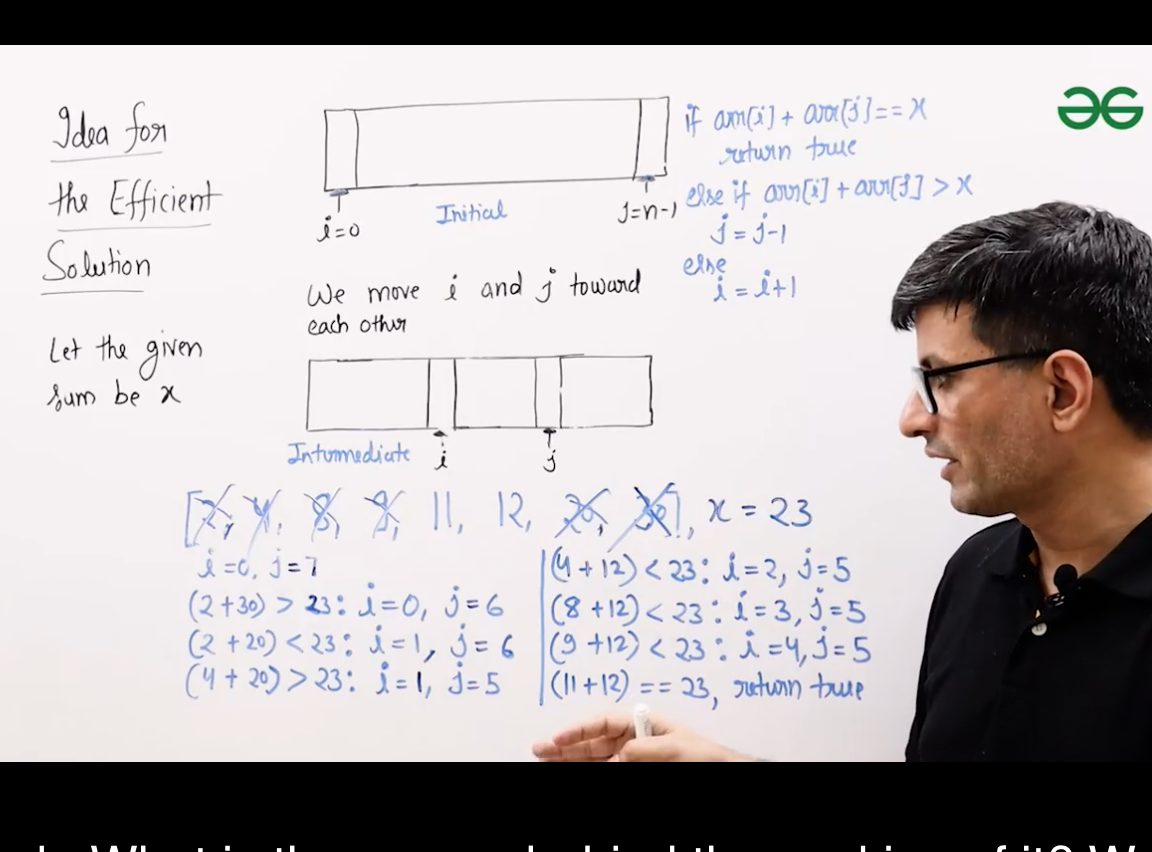 Idea for
the Efficient
Solution
Let the given
sum be x
i=0
Initial
j=n-1
We move i and j toward
each other
Intermediate
i
j
if arr[i] + arr[j] == x
return true
else if arr[i] + arr[j] > x
j = j-1
else
i = i+1
[2, 4, 8, 9, 11, 12, 20, 30], x = 23
i=0, j=7
(2+30) > 23: i=0, j=6
(2 + 20) < 23: i=1, j=6
(4 + 20) > 23: i=1, j=5
(4 + 12) < 23: i=2, j=5
(8 + 12) < 23: i=3, j=5
(9 + 12) < 23: i=4, j=5
(11+12) == 23, return true